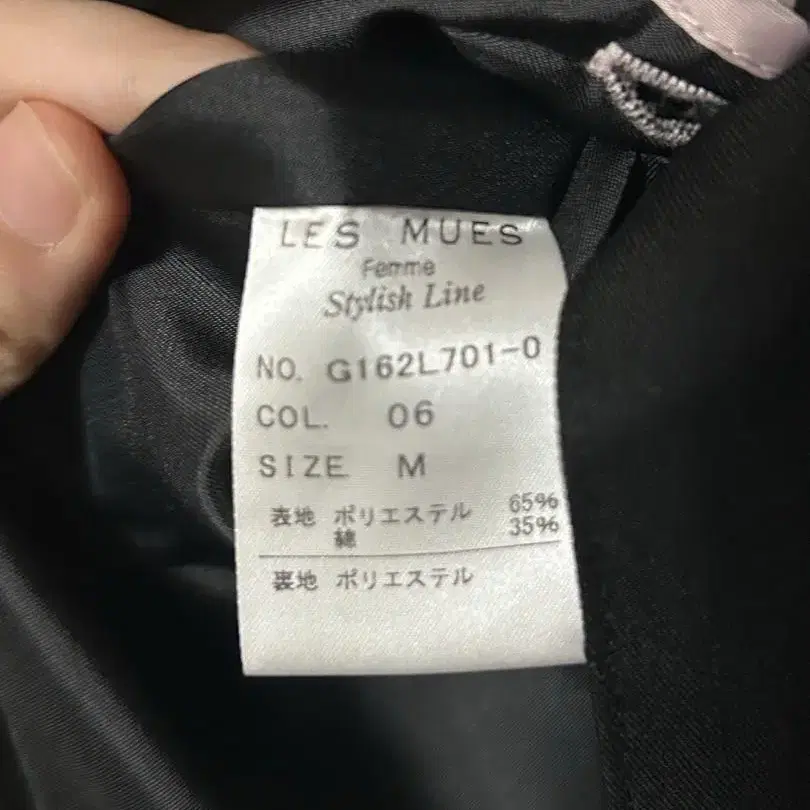 LES MUES
Femme
Stylish Line
NO. G162L701-0
COL. 06
SIZE M
表地 ポリエステル 65%
綿 35%
裏地 ポリエステル